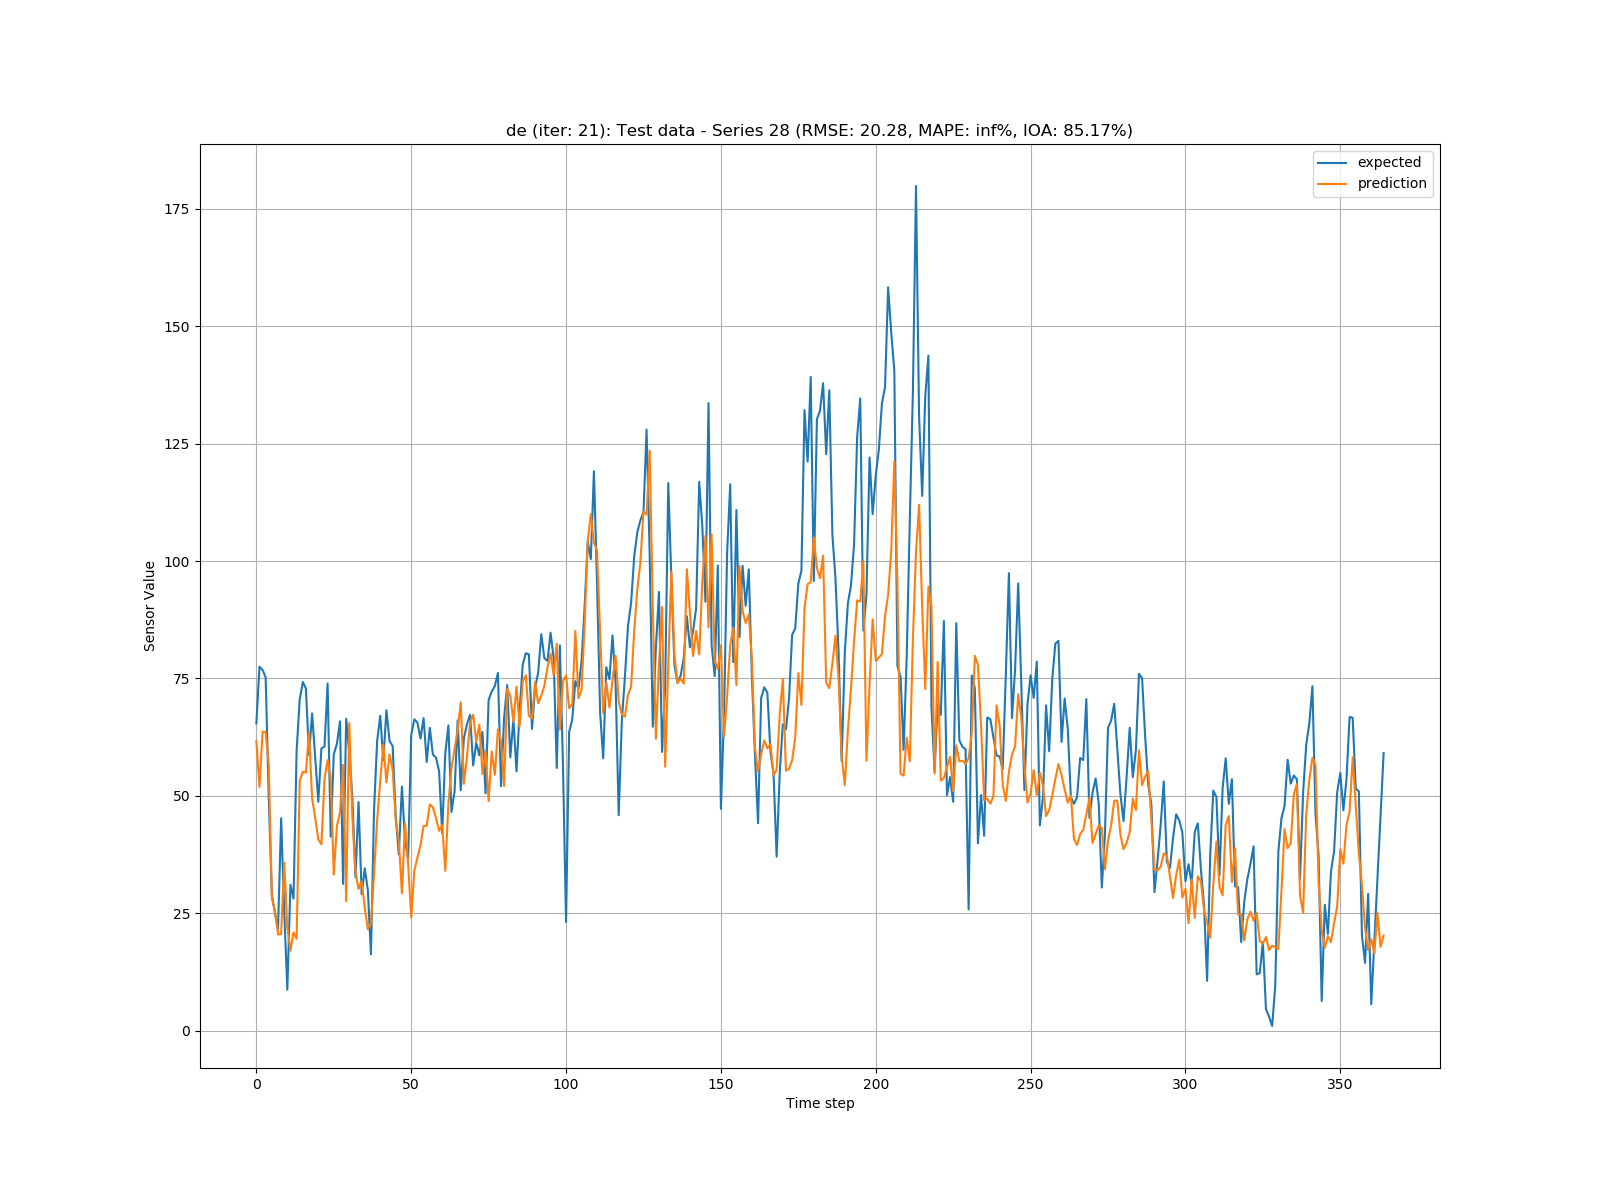 de (iter: 21): Test data - Series 28 (RMSE: 20.28, MAPE: inf%, IOA: 85.17%)
expected
prediction
175
150
125
100
75
50
25
0
Sensor Value
0 50 100 150 200 250 300 350
Time step